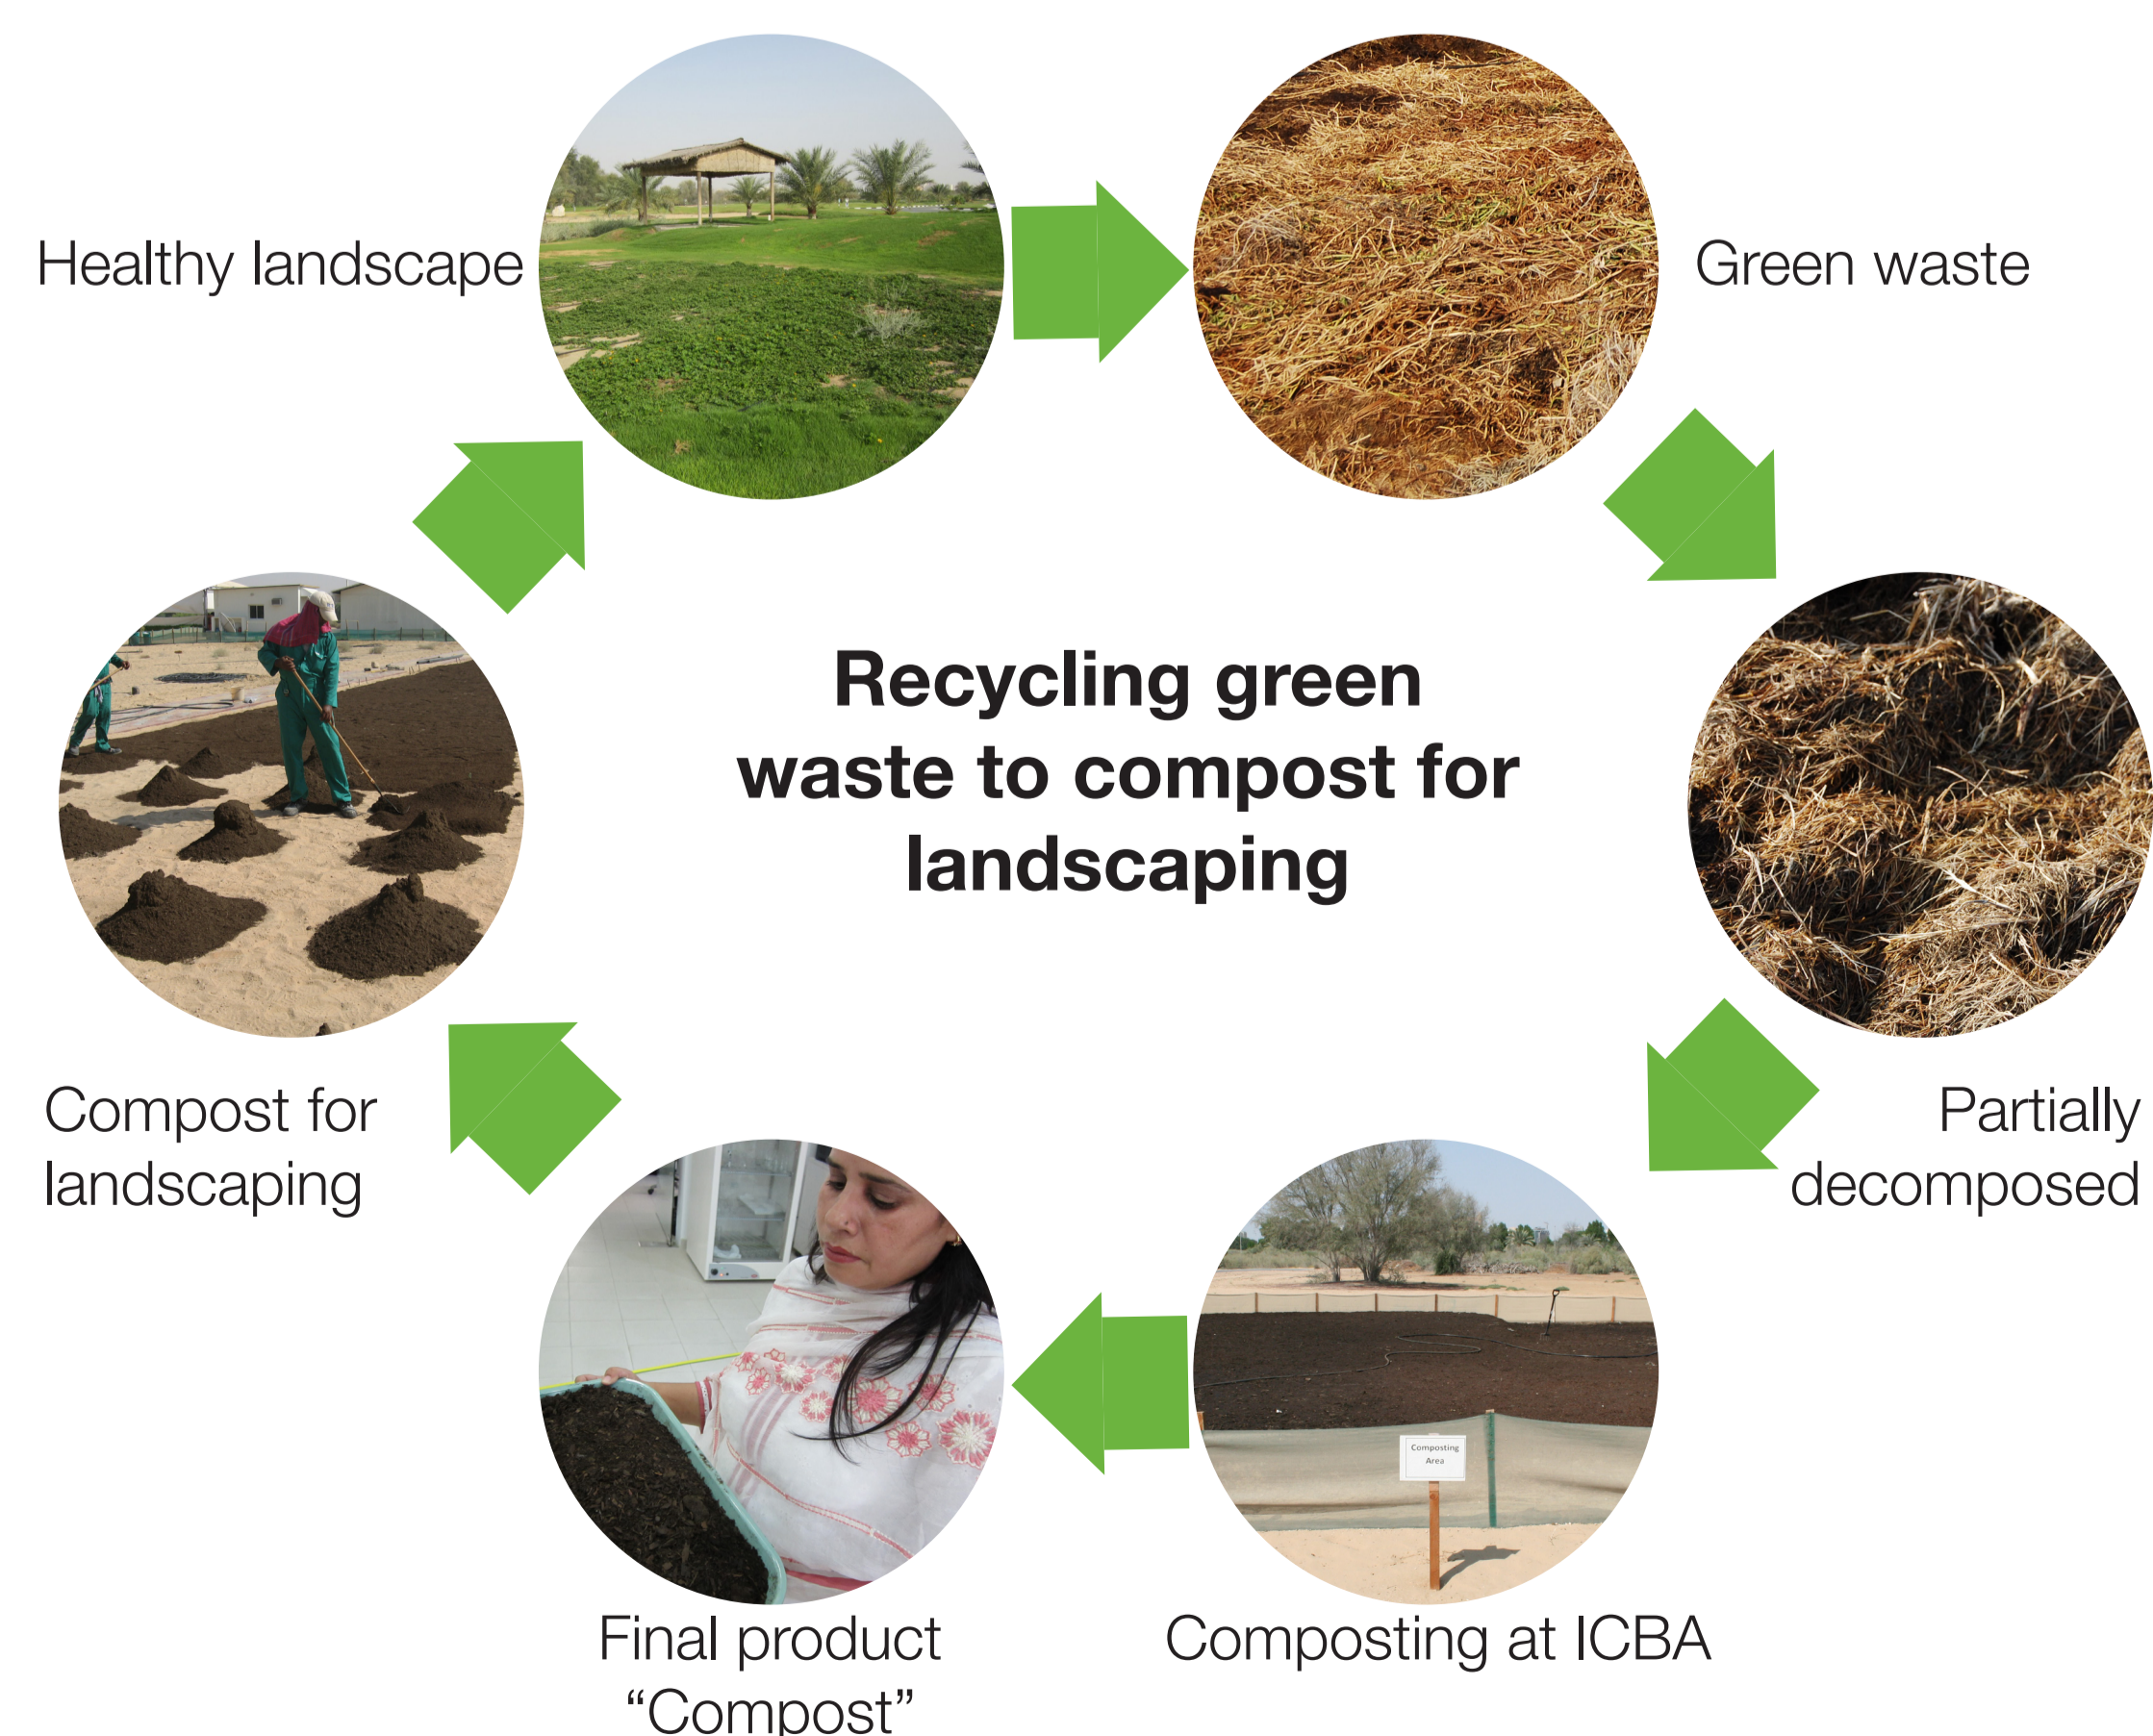 Healthy landscape
Green waste
Recycling green
waste to compost for
landscaping
Partially
decomposed
Composting
Area
Composting at ICBA
Final product
“Compost”
Compost for
landscaping